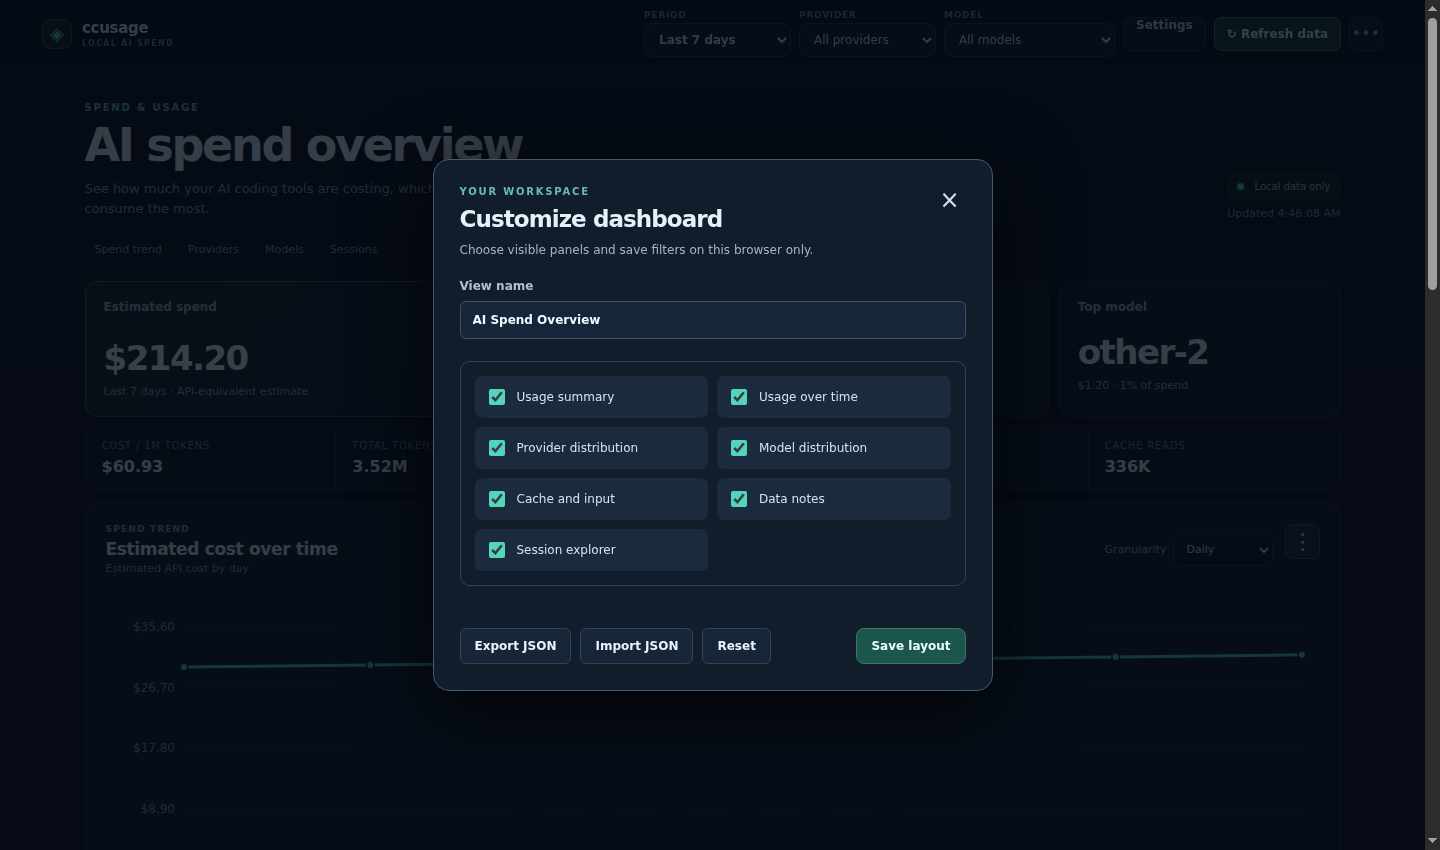 ccusage
LOCAL AI SPEND
PERIOD
Last 7 days
PROVIDER
All providers
MODEL
All models
Settings
↻ Refresh data
•••
SPEND & USAGE
AI spend overview
See how much your AI coding tools are costing, which
consume the most.
Local data only
Updated 4:46:08 AM
Spend trend
Providers
Models
Sessions
Estimated spend
$214.20
Last 7 days · API-equivalent estimate
Top model
other-2
$1.20 · 1% of spend
COST / 1M TOKENS
$60.93
TOTAL TOKENS
3.52M
CACHE READS
336K
SPEND TREND
Estimated cost over time
Estimated API cost by day
Granularity
Daily
$35.60
$26.70
$17.80
$8.90
YOUR WORKSPACE
Customize dashboard
Choose visible panels and save filters on this browser only.
View name
AI Spend Overview
Usage summary
Usage over time
Provider distribution
Model distribution
Cache and input
Data notes
Session explorer
Export JSON
Import JSON
Reset
Save layout